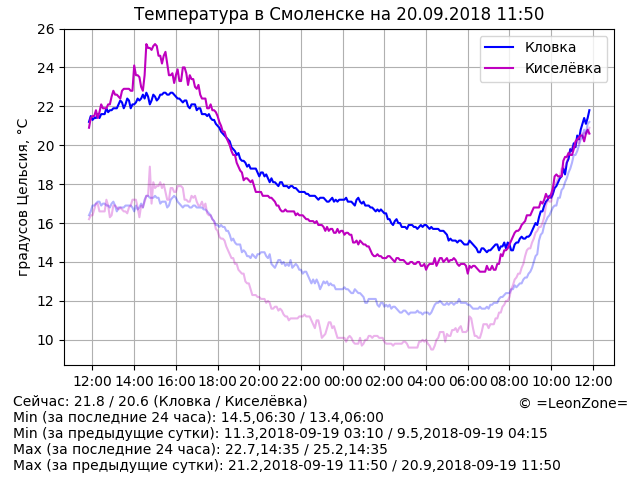 Температура в Смоленске на 20.09.2018 11:50
градусов Цельсия, °C
26
24
22
20
18
16
14
12
10
Кловка
Киселёвка
12:00 14:00 16:00 18:00 20:00 22:00 00:00 02:00 04:00 06:00 08:00 10:00 12:00
Сейчас: 21.8 / 20.6 (Кловка / Киселёвка)
© =LeonZone=
Min (за последние 24 часа): 14.5,06:30 / 13.4,06:00
Min (за предыдущие сутки): 11.3,2018-09-19 03:10 / 9.5,2018-09-19 04:15
Max (за последние 24 часа): 22.7,14:35 / 25.2,14:35
Max (за предыдущие сутки): 21.2,2018-09-19 11:50 / 20.9,2018-09-19 11:50